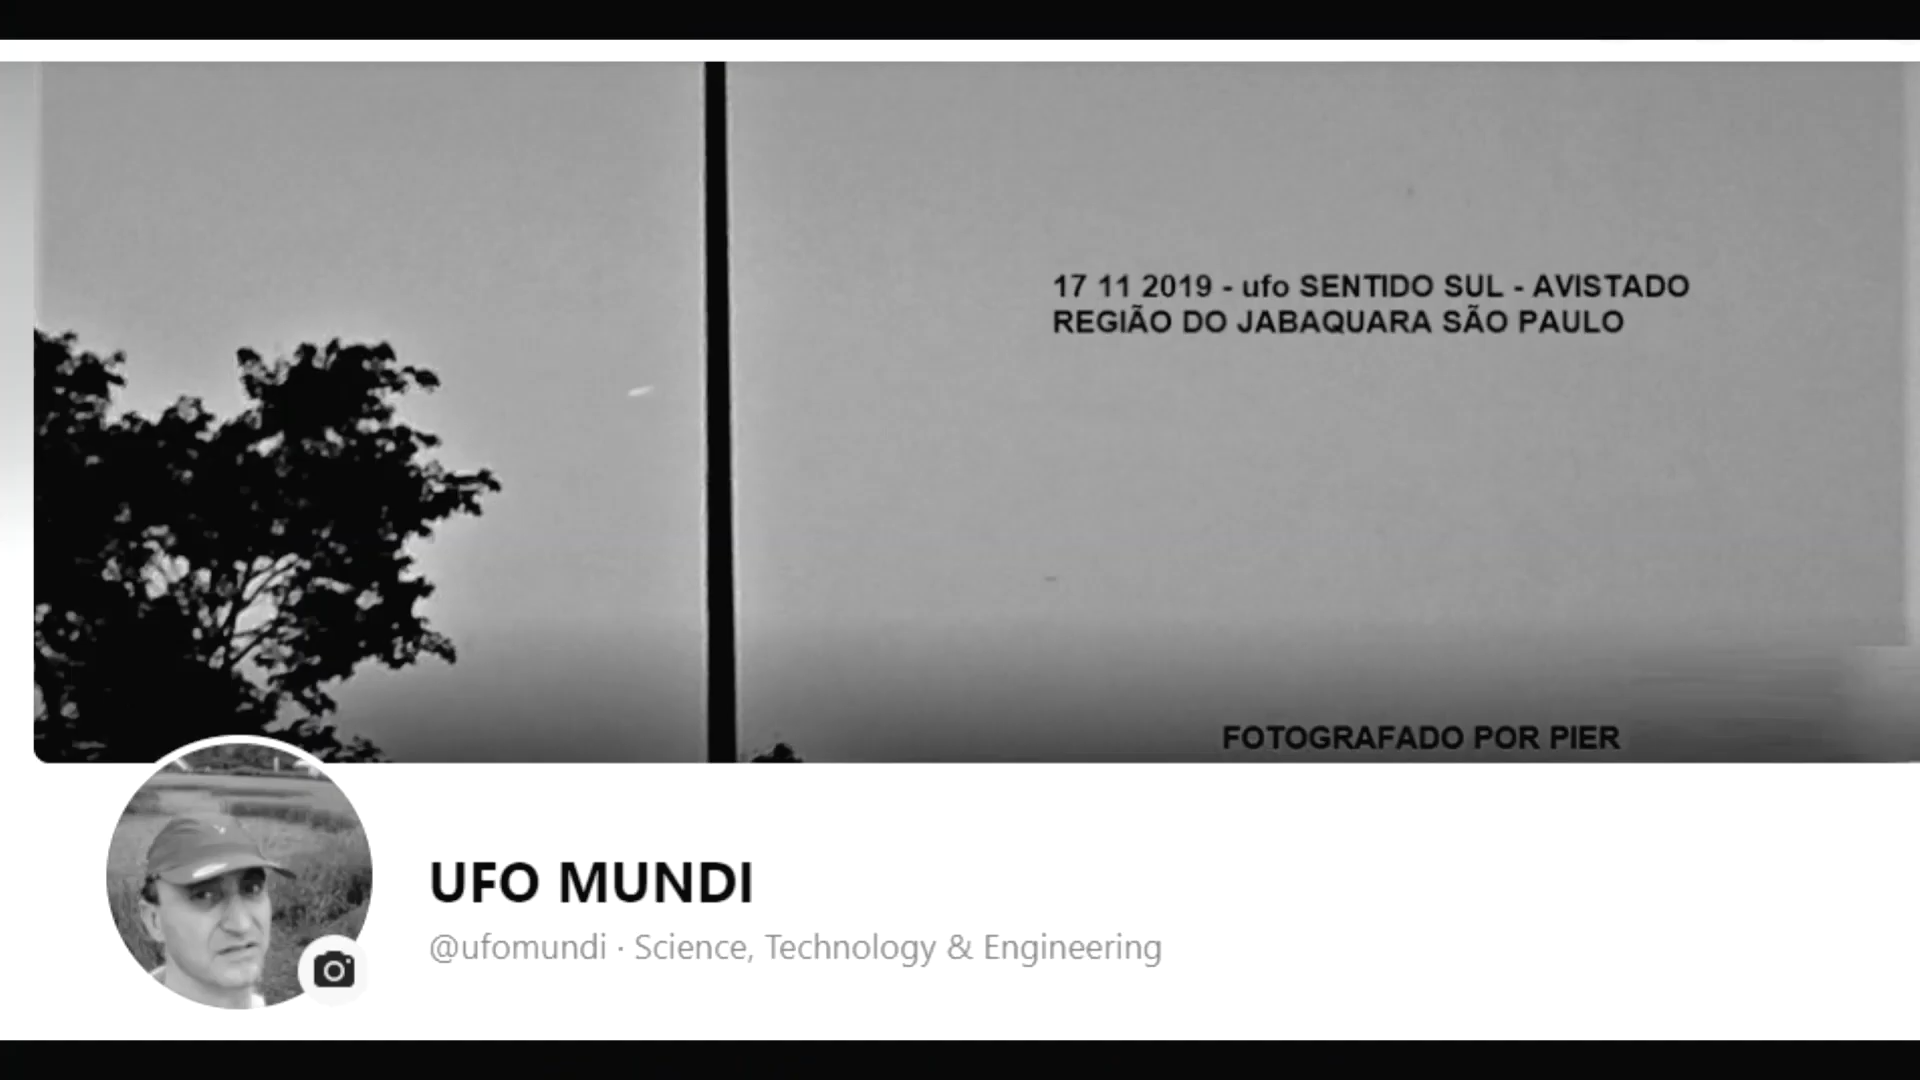 17 11 2019 - ufo SENTIDO SUL - AVISTADO
REGIÃO DO JABAQUARA SÃO PAULO
FOTOGRAFADO POR PIER
UFO MUNDI
@ufomundi · Science, Technology & Engineering